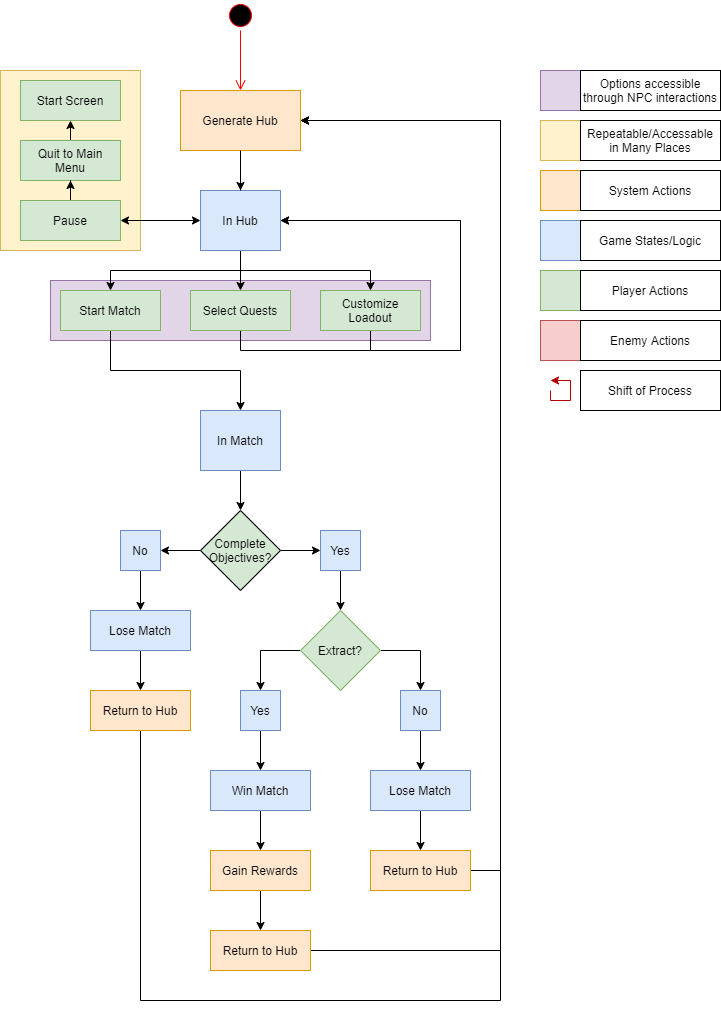 Start Screen
Quit to Main
Menu
Pause
Generate Hub
In Hub
Start Match
Select Quests
Customize
Loadout
In Match
Complete
Objectives?
No
Yes
Lose Match
Extract?
Return to Hub
Yes
No
Win Match
Lose Match
Gain Rewards
Return to Hub
Return to Hub
Options accessible
through NPC interactions
Repeatable/Accessable
in Many Places
System Actions
Game States/Logic
Player Actions
Enemy Actions
Shift of Process